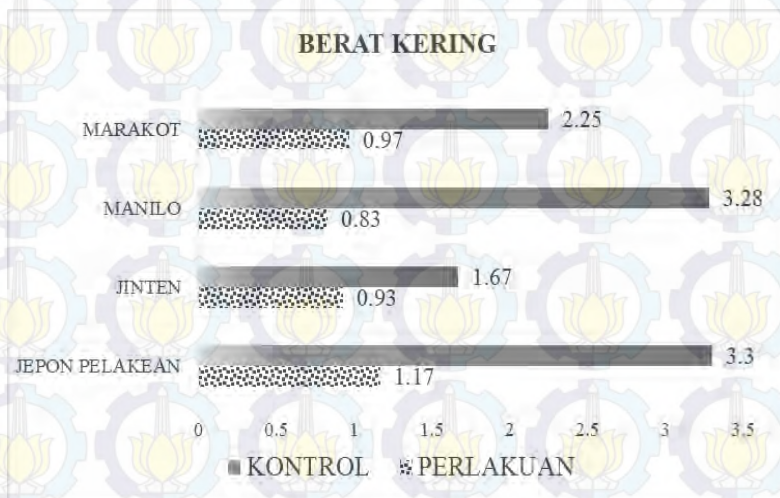 BERAT KERING
MARAKOT
2.25
0.97
MANILO
3.28
0.83
JINTEN
1.67
0.93
JEPON PELAKEAN
3.3
1.17
0 0.5 1 1.5 2 2.5 3 3.5
KONTROL PERLAKUAN